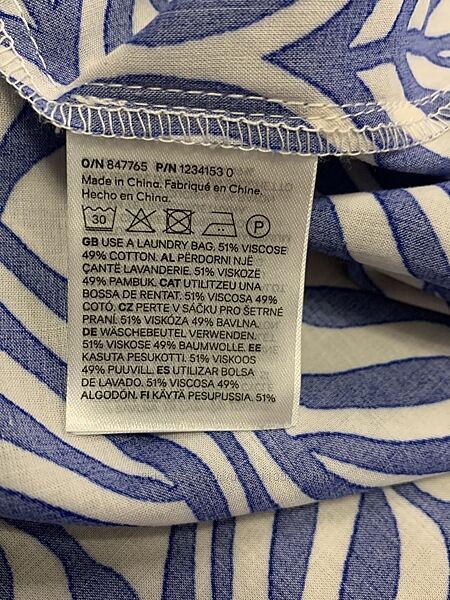 O/N 847765 P/N 1234153 0
Made in China. Fabriqué en Chine.
Hecho en China.
30 P
GB USE A LAUNDRY BAG. 51% VISCOSE
49% COTTON. AL PËRDORNI NJË
ÇANTË LAVANDERIE. 51% VISKOZË
49% PAMBUK. CAT UTILITZEU UNA
BOSSA DE RENTAT. 51% VISCOSA 49%
COTÓ. CZ PERTE V SÁČKU PRO ŠETRNÉ
PRANÍ. 51% VISKÓZA 49% BAVLNA.
DE WÄSCHEBEUTEL VERWENDEN.
51% VISKOSE 49% BAUMWOLLE. EE
KASUTA PESUKOTTI. 51% VISKOOS
49% PUUVILL. ES UTILIZAR BOLSA
DE LAVADO. 51% VISCOSA 49%
ALGODÓN. FI KÄYTÄ PESUPUSSIA. 51%